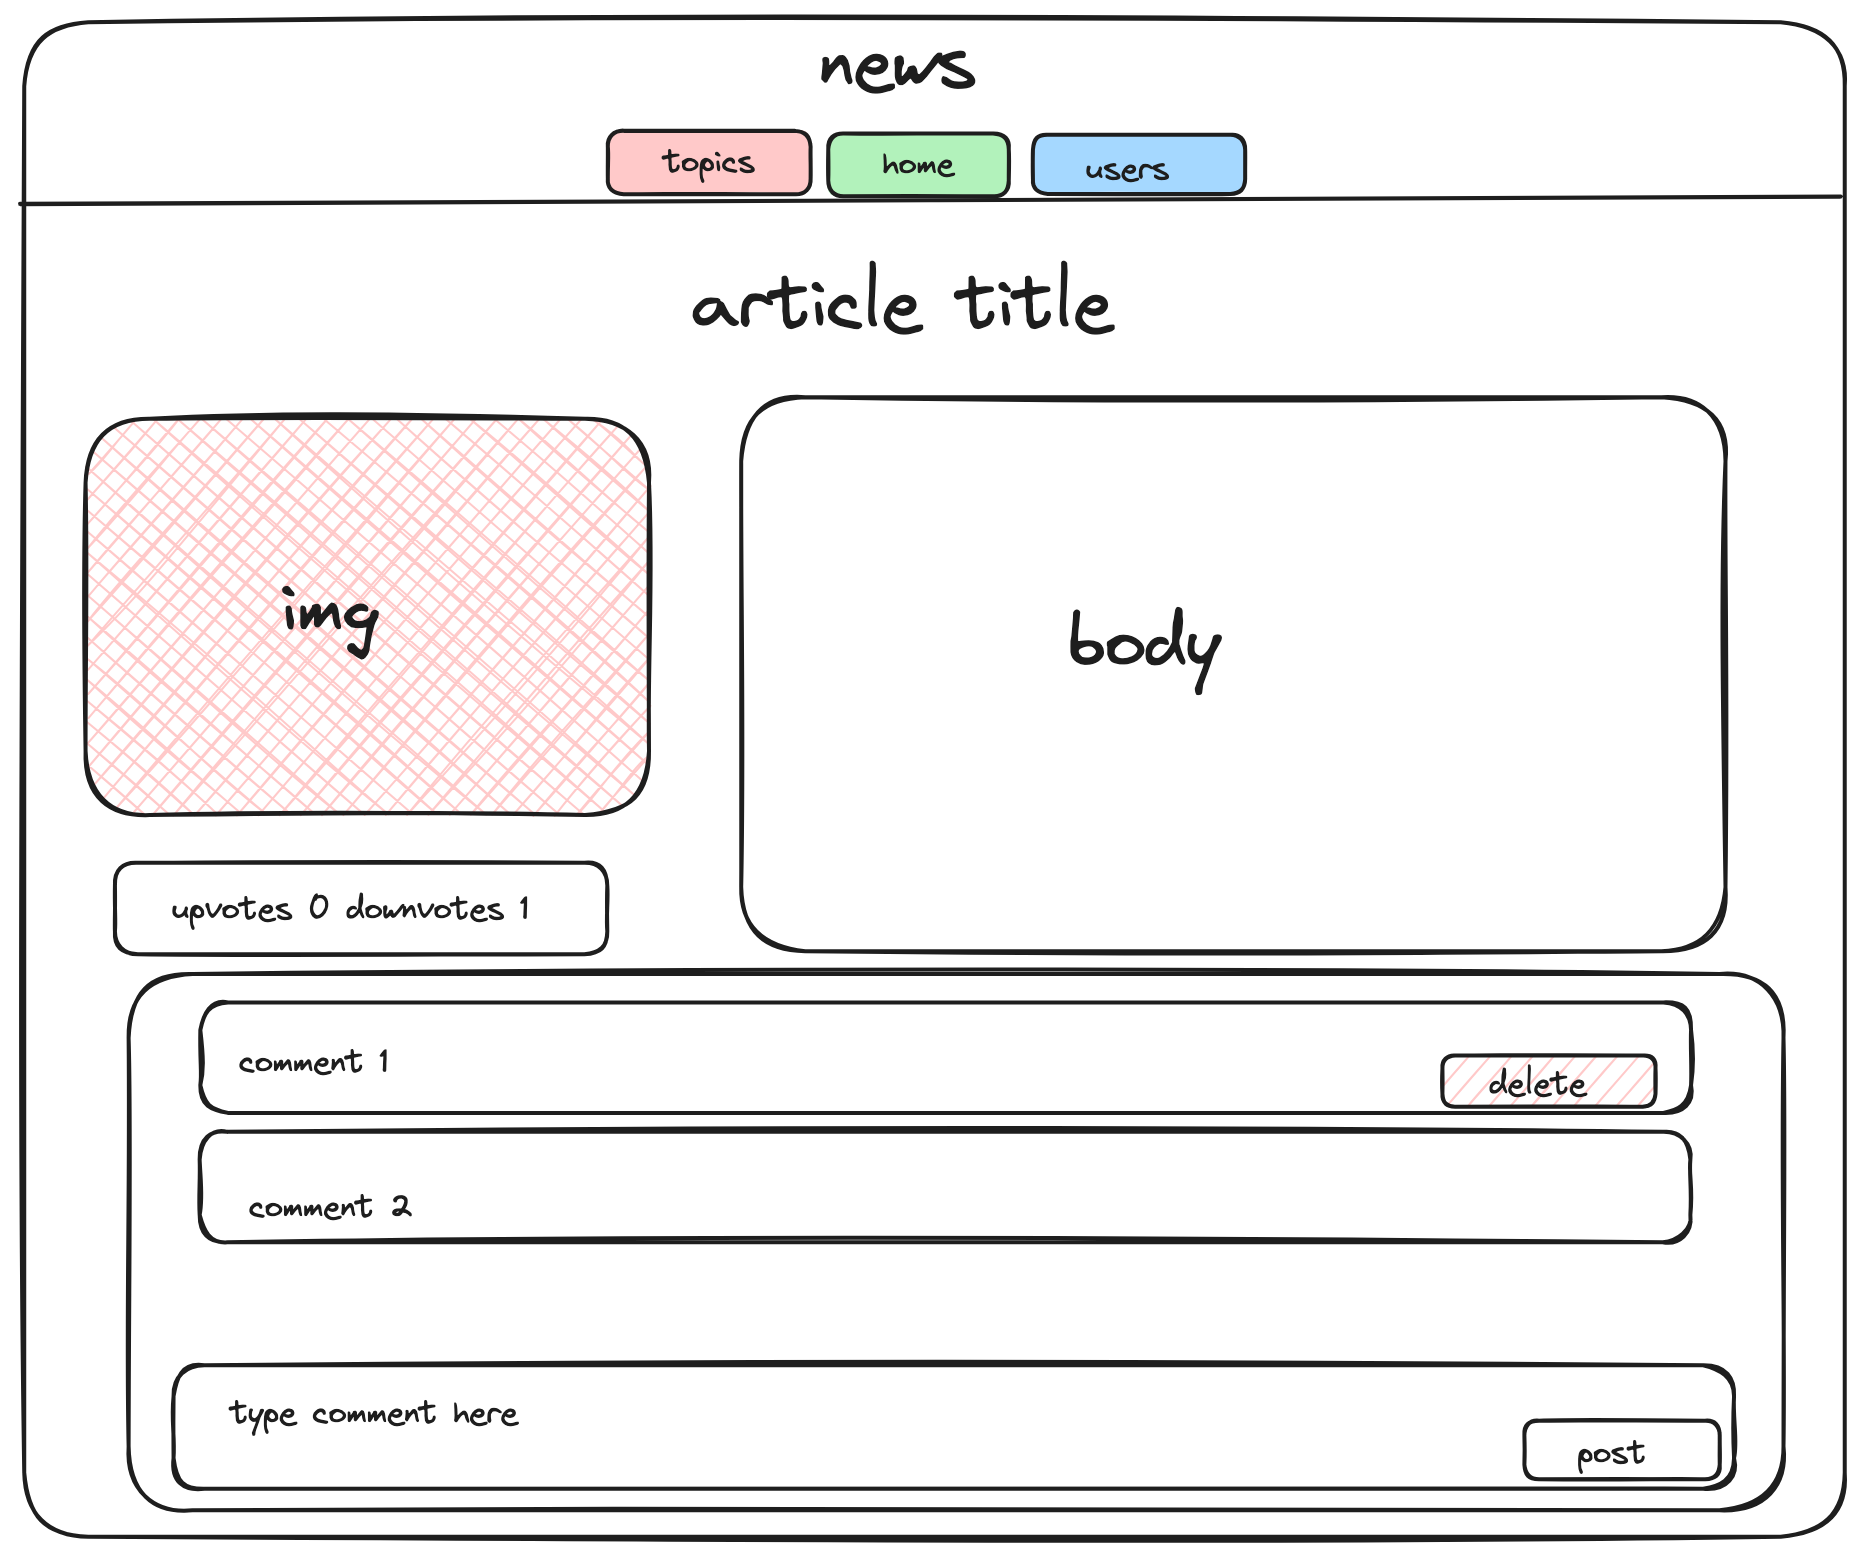 news
topics home users
article title
img
body
upvotes 0 downvotes 1
comment 1
delete
comment 2
type comment here
post